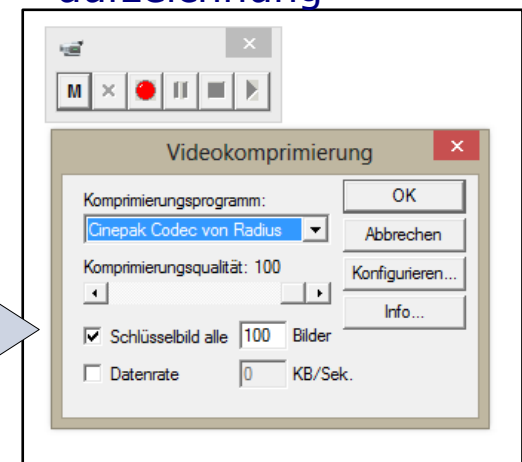 aufzeichnung
M
Videokomprimierung
Komprimierungsprogramm:
Cinepak Codec von Radius
Komprimierungsqualität: 100
Schlüsselbild alle 100 Bilder
Datenrate 0 KB/Sek.
OK
Abbrechen
Konfigurieren...
Info...